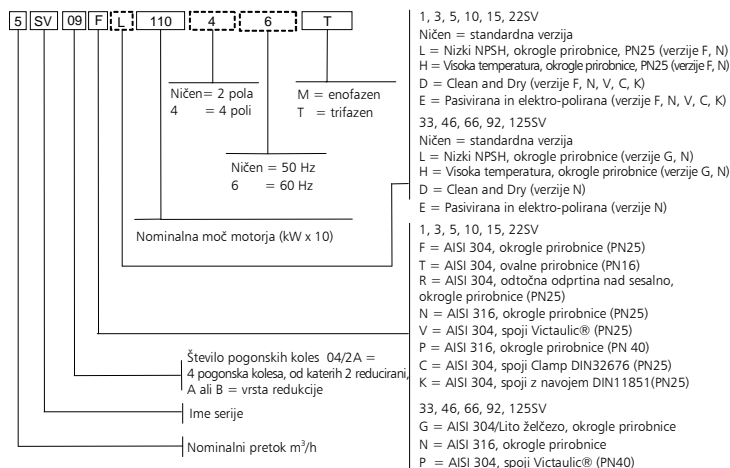 5 SV 09 F L 110 4 6 T
Ničen= 2 pola
4 = 4 poli
M = enofazen
T = trifazen
Ničen = 50 Hz
6 = 60 Hz
Nominalna moč motorja (kW x 10)
Število pogonskih koles 04/2A =
4 pogonska kolesa, od katerih 2 reducirani,
A ali B = vrsta redukcije
Ime serije
Nominalni pretok m³/h
1, 3, 5, 10, 15, 22SV
Ničen = standardna verzija
L = Nizki NPSH, okrogle prirobnice, PN25 (verzije F, N)
H = Visoka temperatura, okrogle prirobnice, PN25 (verzije F, N)
D = Clean and Dry (verzije F, N, V, C, K)
E = Pasivirana in elektro-polirana (verzije F, N, V, C, K)
33, 46, 66, 92, 125SV
Ničen = standardna verzija
L = Nizki NPSH, okrogle prirobnice (verzije G, N)
H = Visoka temperatura, okrogle prirobnice (verzije G, N)
D = Clean and Dry (verzije N)
E = Pasivirana in elektro-polirana (verzije N)
1, 3, 5, 10, 15, 22SV
F = AISI 304, okrogle prirobnice (PN25)
T = AISI 304, ovalne prirobnice (PN16)
R = AISI 304, odtočna odprtina nad sesalno,
okrogle prirobnice (PN25)
N = AISI 316, okrogle prirobnice (PN25)
V = AISI 304, spoji Victaulic® (PN25)
P = AISI 316, okrogle prirobnice (PN 40)
C = AISI 304, spoji Clamp DIN32676 (PN25)
K = AISI 304, spoji z navojem DIN11851(PN25)
33, 46, 66, 92, 125SV
G = AISI 304/Lito želčezo, okrogle prirobnice
N = AISI 316, okrogle prirobnice
P = AISI 304, spoji Victaulic® (PN40)